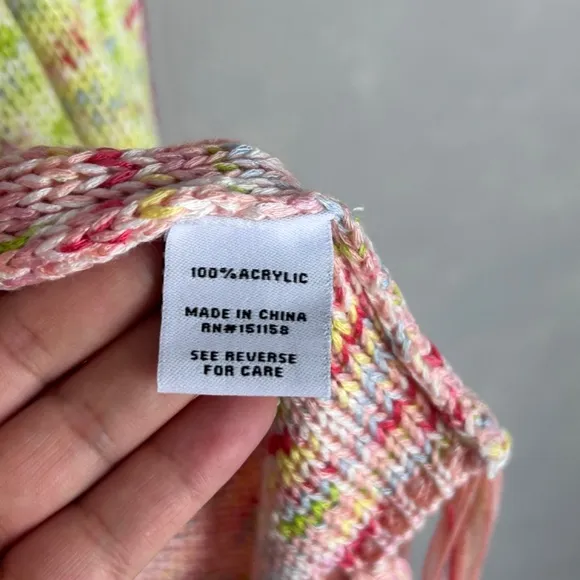 100% ACRYLIC
MADE IN CHINA
RN#151158
SEE REVERSE
FOR CARE